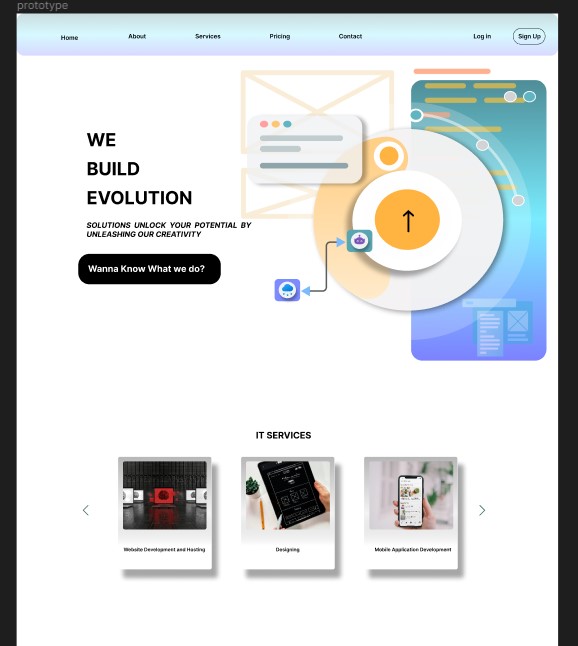 prototype
Home
About
Services
Pricing
Contact
Log in
Sign Up
WE
BUILD
EVOLUTION
SOLUTIONS UNLOCK YOUR POTENTIAL BY
UNLEASHING OUR CREATIVITY
Wanna Know What we do?
IT SERVICES
Website Development and Hosting
Designing
Mobile Application Development